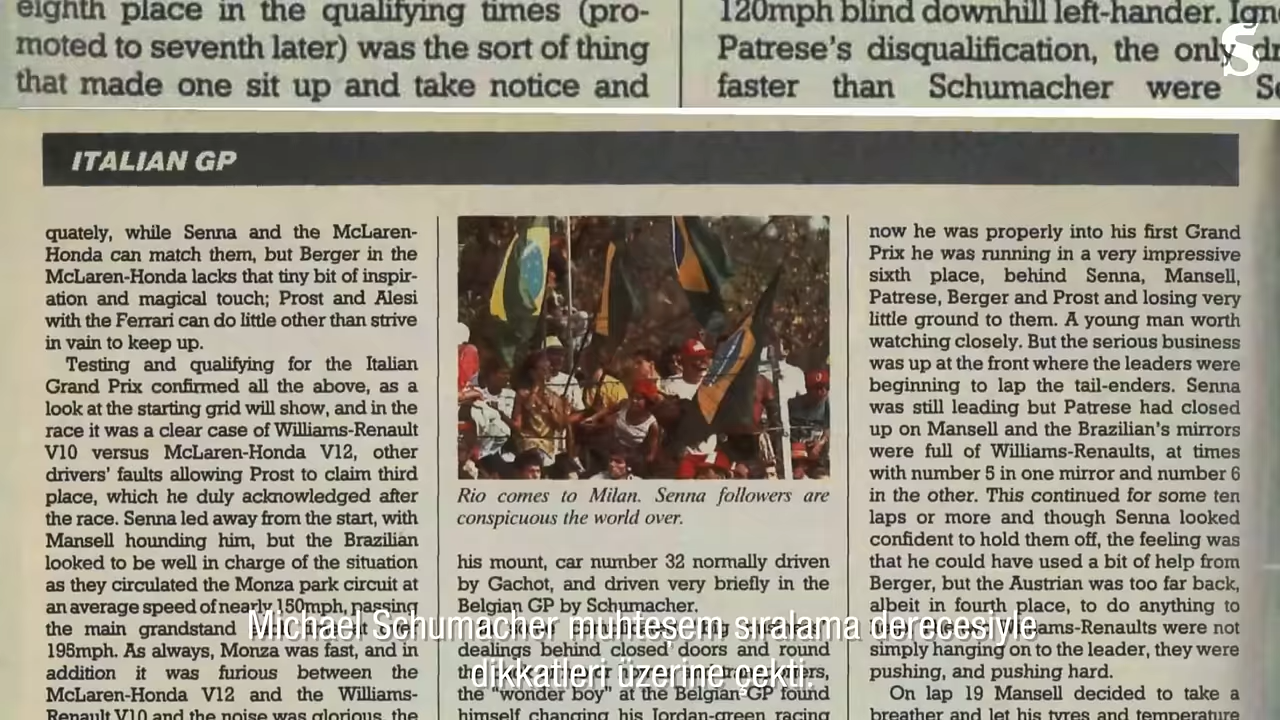 eighth place in the qualifying times (pro-
moted to seventh later) was the sort of thing
that made one sit up and take notice and
120mph blind downhill left-hander.
Patrese's disqualification, the only
faster than Schumacher were
S
ITALIAN GP
quately, while Senna and the McLaren-
Honda can match them, but Berger in the
McLaren-Honda lacks that tiny bit of inspir-
ation and magical touch; Prost and Alesi
with the Ferrari can do little other than strive
in vain to keep up.
Testing and qualifying for the Italian
Grand Prix confirmed all the above, as a
look at the starting grid will show, and in the
race it was a clear case of Williams-Renault
V10 versus McLaren-Honda V12, other
drivers' faults allowing Prost to claim third
place, which he duly acknowledged after
the race. Senna led away from the start, with
Mansell hounding him, but the Brazilian
looked to be well in charge of the situation
as they circulated the Monza park circuit at
an average speed of nearly 150mph, passing
the main grandstand
195mph. As always, Monza was fast, and in
addition it was furious between the
McLaren-Honda V12 and the Williams-
Renault V10 and the noise was glorious, the
Rio comes to Milan. Senna followers are
conspicuous the world over.
his mount, car number 32 normally driven
by Gachot, and driven very briefly in the
Belgian GP by Schumacher.
dealings behind closed doors and round
the "wonder boy" at the Belgian GP found
himself changing his Jordan-green racing
now he was properly into his first Grand
Prix he was running in a very impressive
sixth place, behind Senna, Mansell,
Patrese, Berger and Prost and losing very
little ground to them. A young man worth
watching closely. But the serious business
was up at the front where the leaders were
beginning to lap the tail-enders. Senna
was still leading but Patrese had closed
up on Mansell and the Brazilian's mirrors
were full of Williams-Renaults, at times
with number 5 in one mirror and number 6
in the other. This continued for some ten
laps or more and though Senna looked
confident to hold them off, the feeling was
that he could have used a bit of help from
Berger, but the Austrian was too far back,
albeit in fourth place, to do anything to
were not
simply hanging on to the leader, they were
pushing, and pushing hard.
On lap 19 Mansell decided to take a
breather and let his tyres and temperature
Michael Schumacher muhteşem sıralama derecesiyle
dikkatleri üzerine çekti.